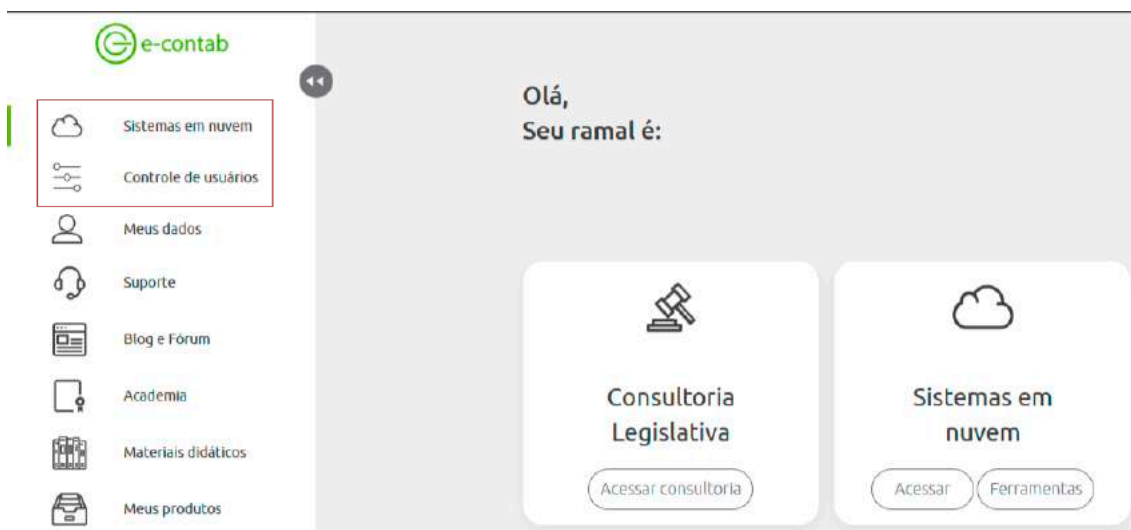 e-contab
Sistemas em nuvem
Controle de usuários
Meus dados
Suporte
Blog e Fórum
Academia
Materiais didáticos
Meus produtos
Olá,
Seu ramal é:
Consultoria
Legislativa
Acessar consultoria
Sistemas em
nuvem
Acessar
Ferramentas